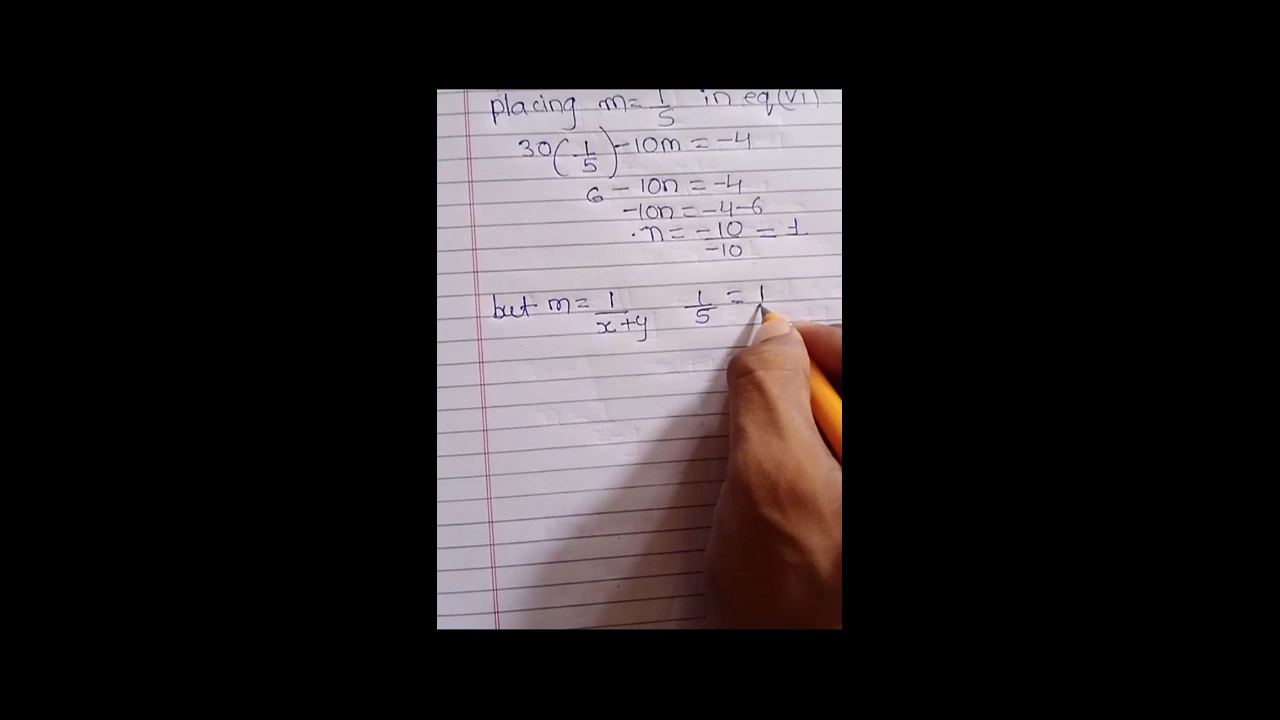 placing m = 1/5 in eq (VI)
30(1/5) - 10m = -4
6 - 10n = -4
-10n = -4-6
n = -10/-10 = 1
but m = 1/x+y 1/5 = 1